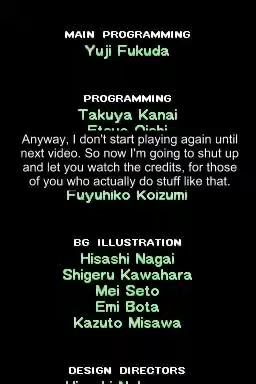 MAIN PROGRAMMING
Yuji Fukuda
PROGRAMMING
Takuya Kanai
Anyway, I don't start playing again until
next video. So now I'm going to shut up
and let you watch the credits, for those
of you who actually do stuff like that.
Fuyuhiko Koizumi
BG ILLUSTRATION
Hisashi Nagai
Shigeru Kawahara
Mei Seto
Emi Bota
Kazuto Misawa
DESIGN DIRECTORS